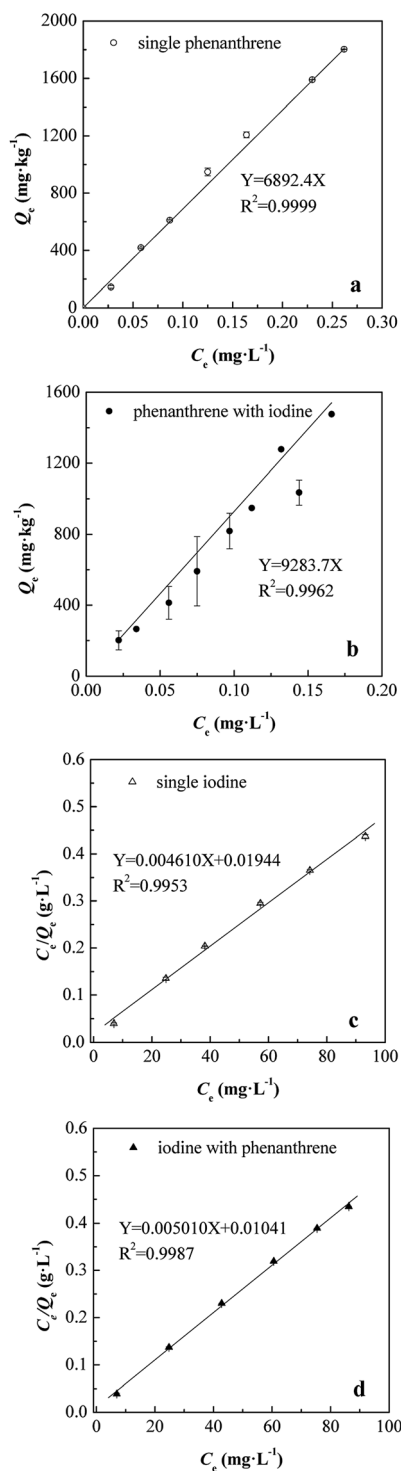 single phenanthrene
1800
1600
1200
800
400
0
Qe (mg·kg-1)
Y=6892.4X
R2=0.9999
a
0.00 0.05 0.10 0.15 0.20 0.25 0.30
Ce (mg·L-1)
phenanthrene with iodine
1600
1200
800
400
0
Qe (mg·kg-1)
Y=9283.7X
R2=0.9962
b
0.00 0.05 0.10 0.15 0.20
Ce (mg·L-1)
single iodine
0.6
0.5
0.4
0.3
0.2
0.1
0.0
Ce/Qe (g·L-1)
Y=0.004610X+0.01944
R2=0.9953
c
0 20 40 60 80 100
Ce (mg·L-1)
iodine with phenanthrene
0.6
0.5
0.4
0.3
0.2
0.1
0.0
Ce/Qe (g·L-1)
Y=0.005010X+0.01041
R2=0.9987
d
0 20 40 60 80 100
Ce (mg·L-1)